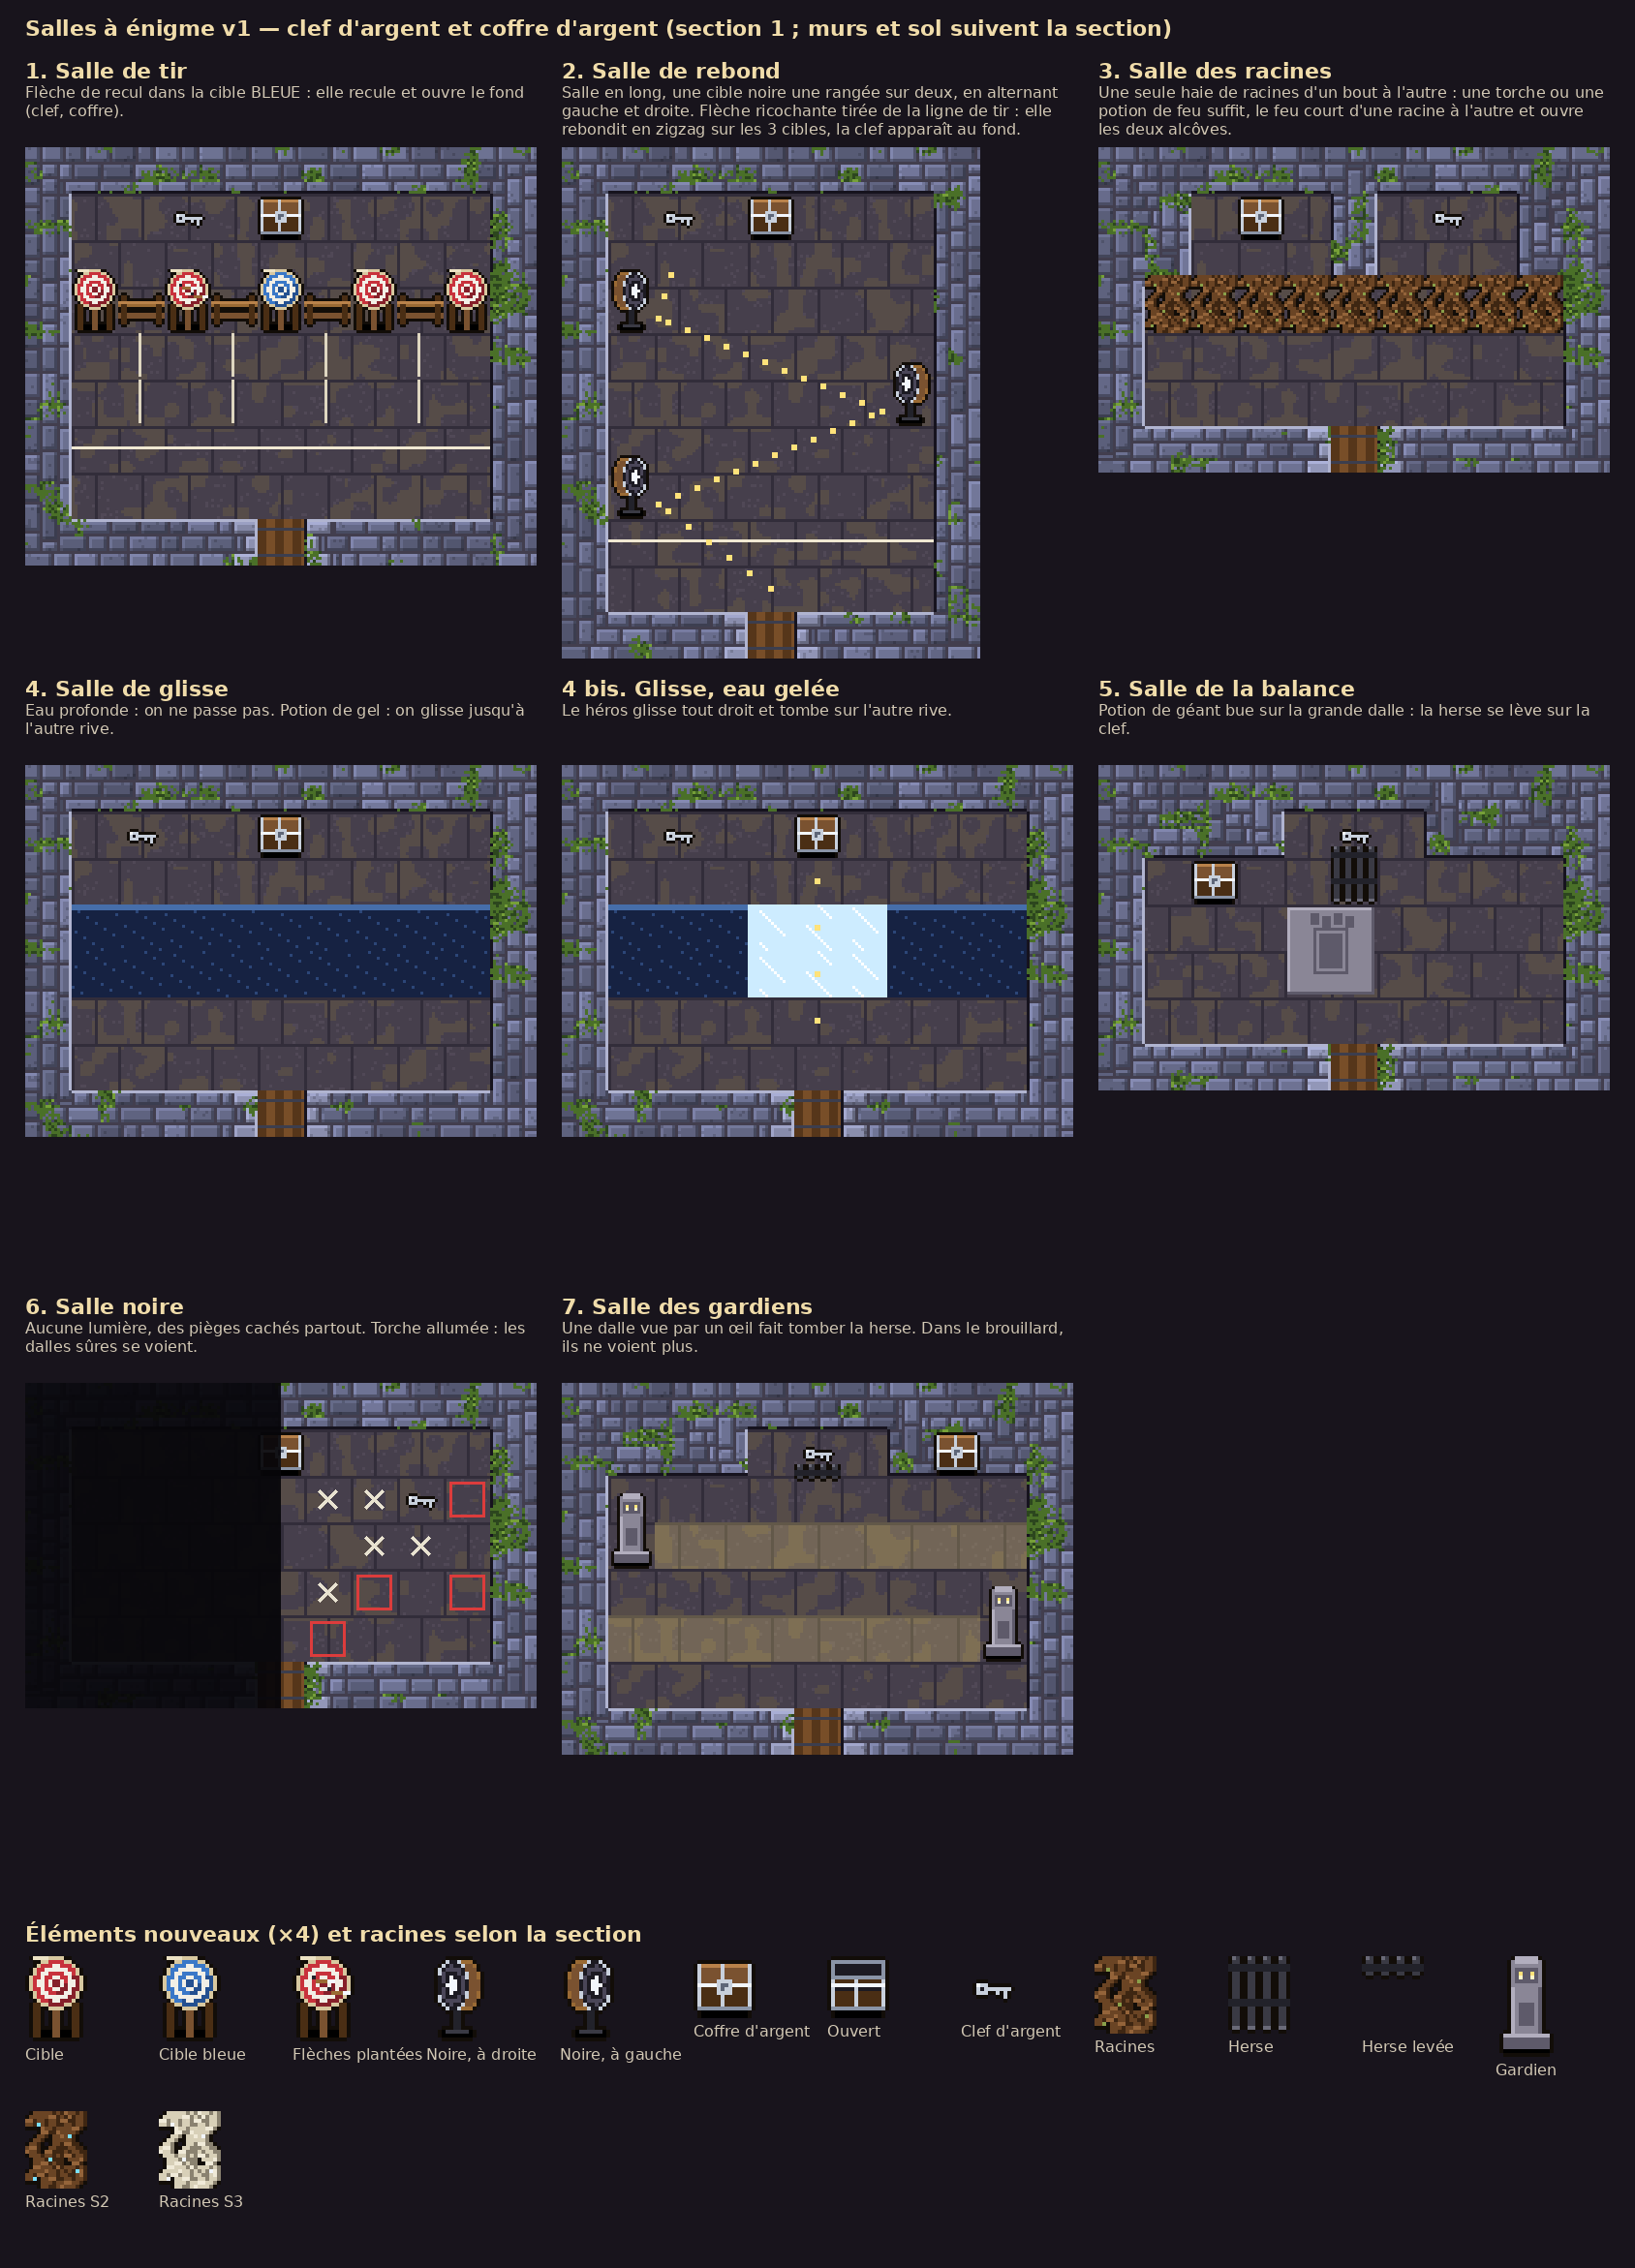 Salles à énigme v1 — clef d'argent et coffre d'argent (section 1 ; murs et sol suivent la section)
1. Salle de tir
Flèche de recul dans la cible BLEUE : elle recule et ouvre le fond
(clef, coffre).
2. Salle de rebond
Salle en long, une cible noire une rangée sur deux, en alternant
gauche et droite. Flèche ricochante tirée de la ligne de tir : elle
rebondit en zigzag sur les 3 cibles, la clef apparaît au fond.
3. Salle des racines
Une seule haie de racines d'un bout à l'autre : une torche ou une
potion de feu suffit, le feu court d'une racine à l'autre et ouvre
les deux alcôves.
4. Salle de glisse
Eau profonde : on ne passe pas. Potion de gel : on glisse jusqu'à
l'autre rive.
4 bis. Glisse, eau gelée
Le héros glisse tout droit et tombe sur l'autre rive.
5. Salle de la balance
Potion de géant bue sur la grande dalle : la herse se lève sur la
clef.
6. Salle noire
Aucune lumière, des pièges cachés partout. Torche allumée : les
dalles sûres se voient.
7. Salle des gardiens
Une dalle vue par un œil fait tomber la herse. Dans le brouillard,
ils ne voient plus.
Éléments nouveaux (×4) et racines selon la section
Cible
Cible bleue
Flèches plantées
Noire, à droite
Noire, à gauche
Coffre d'argent
Ouvert
Clef d'argent
Racines
Herse
Herse levée
Gardien
Racines S2
Racines S3